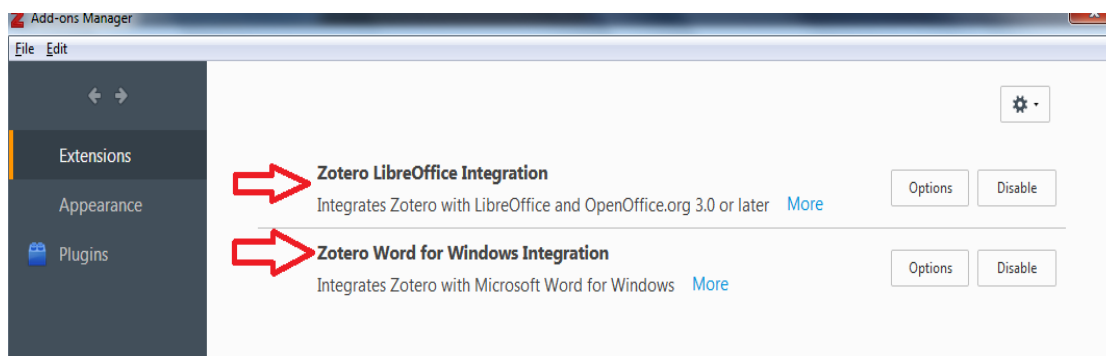 Add-ons Manager
File Edit
Extensions
Appearance
Plugins
Zotero LibreOffice Integration
Integrates Zotero with LibreOffice and OpenOffice.org 3.0 or later More
Options Disable
Zotero Word for Windows Integration
Integrates Zotero with Microsoft Word for Windows More
Options Disable